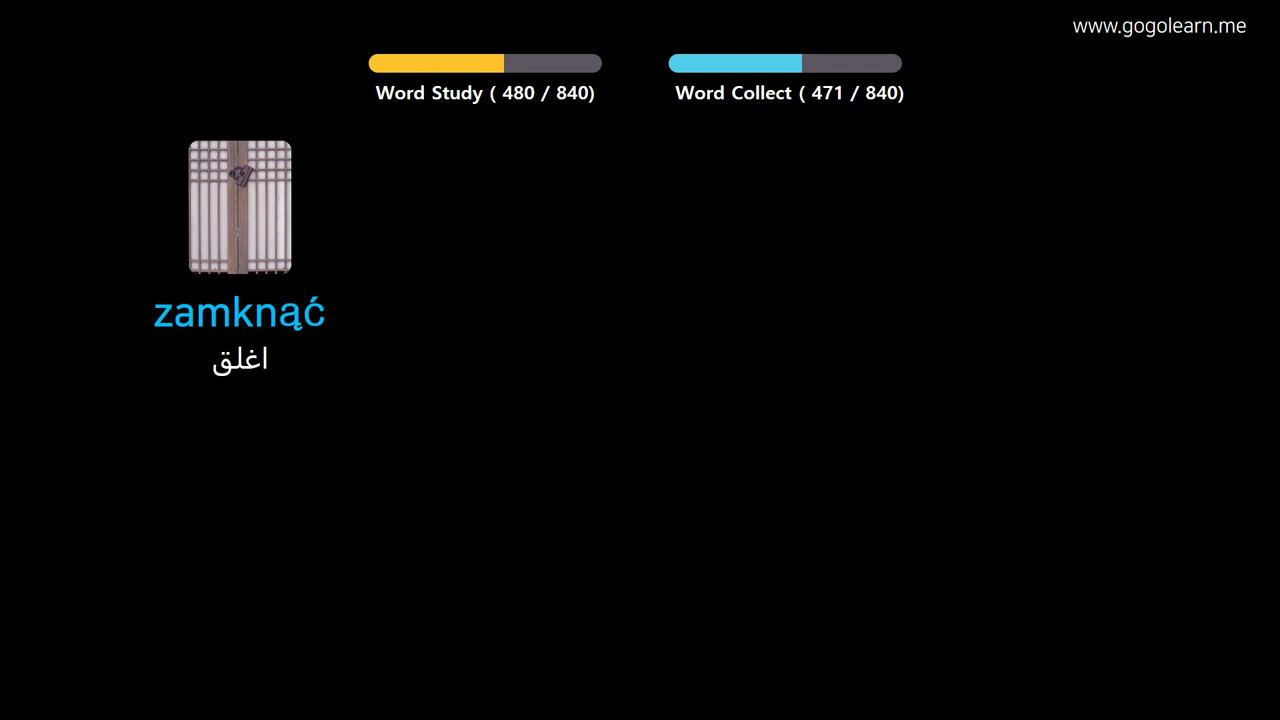 www.gogolearn.me
Word Study ( 480 / 840)
Word Collect ( 471 / 840)
zamknąć
اغلق